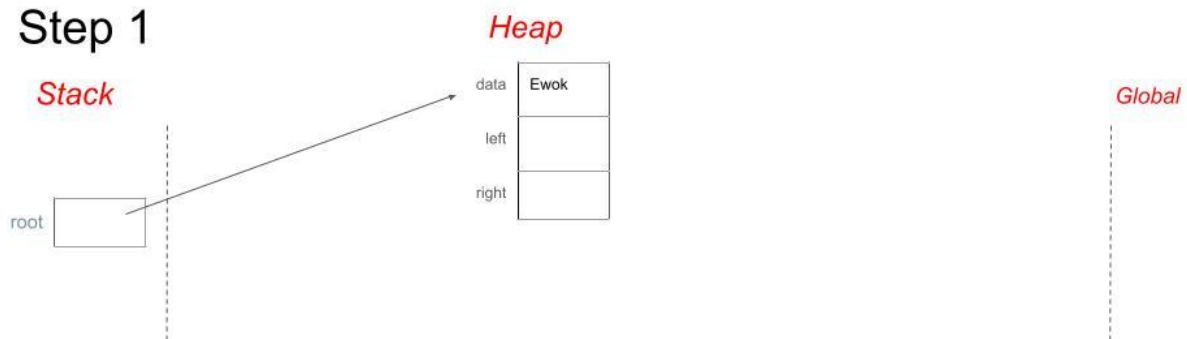 Step 1
Heap
Stack
data
Ewok
Global
left
right
root